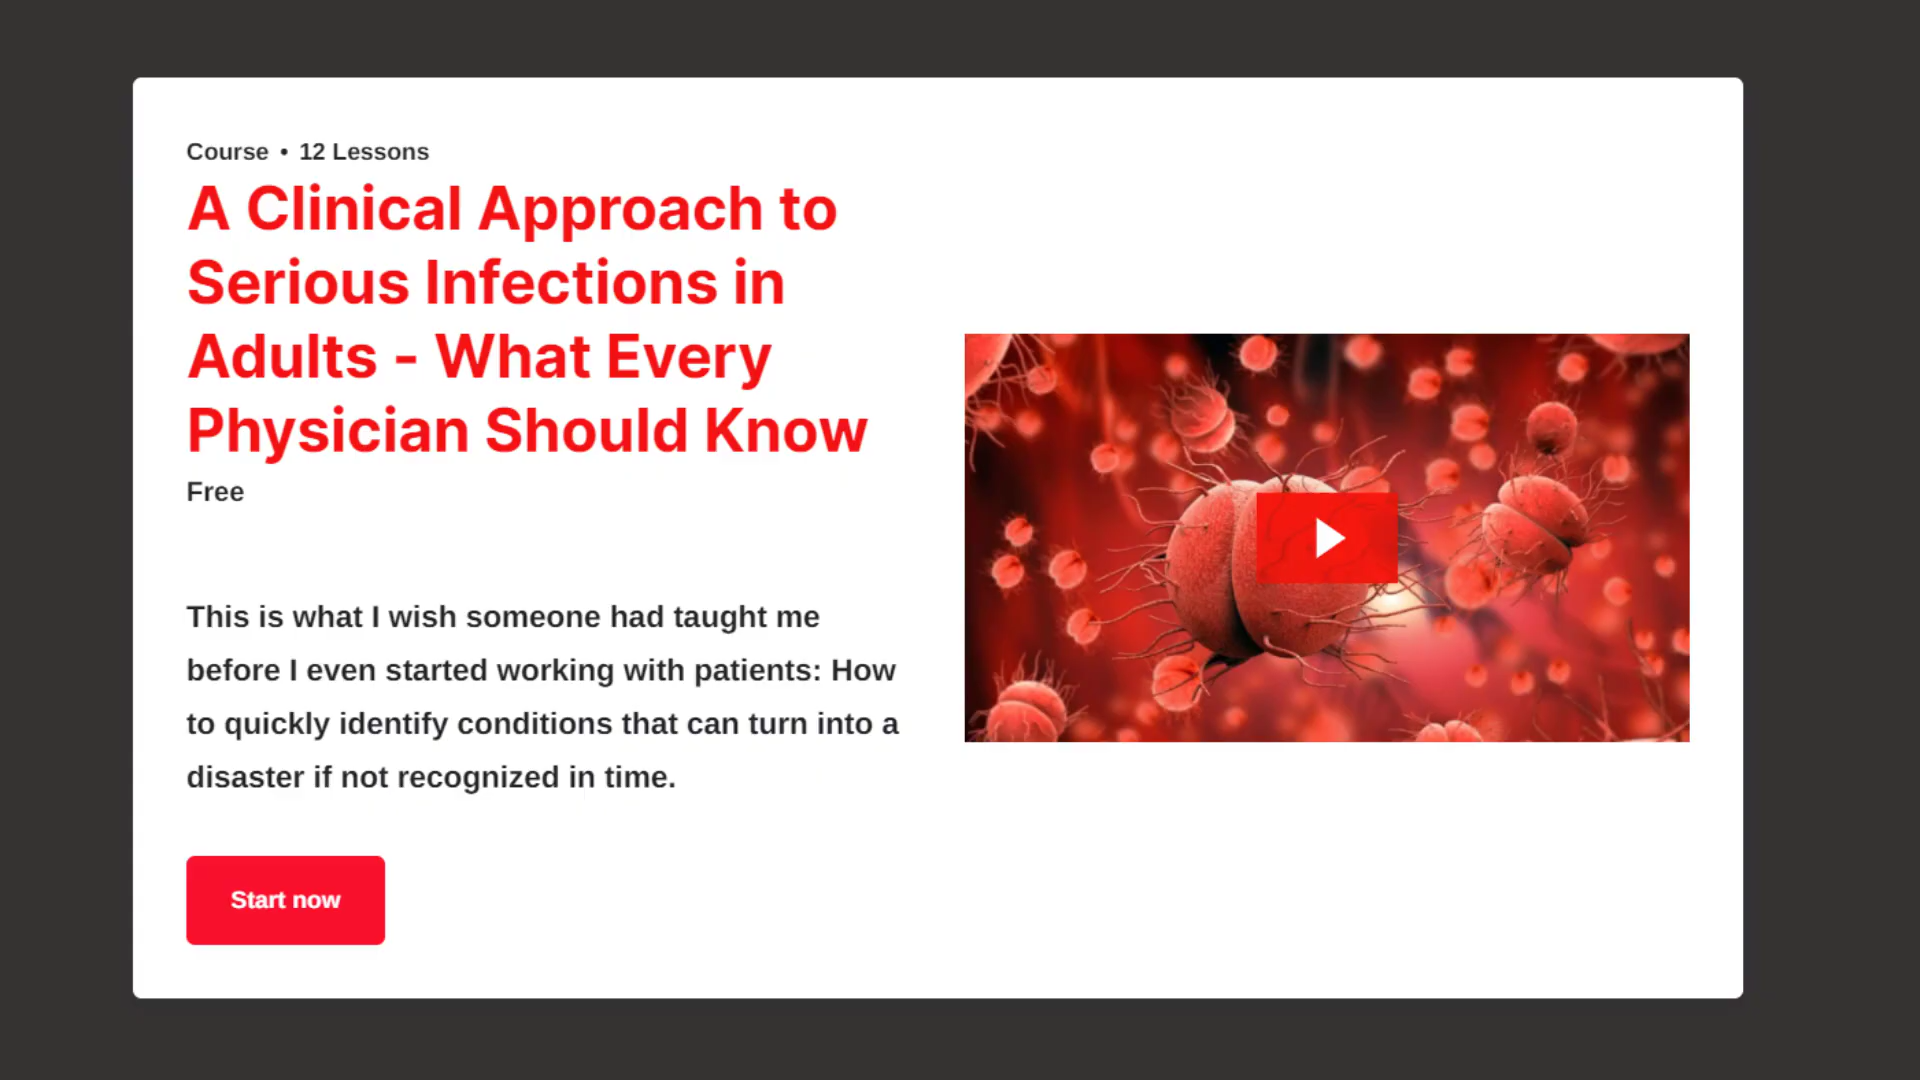 Course • 12 Lessons
A Clinical Approach to
Serious Infections in
Adults - What Every
Physician Should Know
Free
This is what I wish someone had taught me
before I even started working with patients: How
to quickly identify conditions that can turn into a
disaster if not recognized in time.
Start now